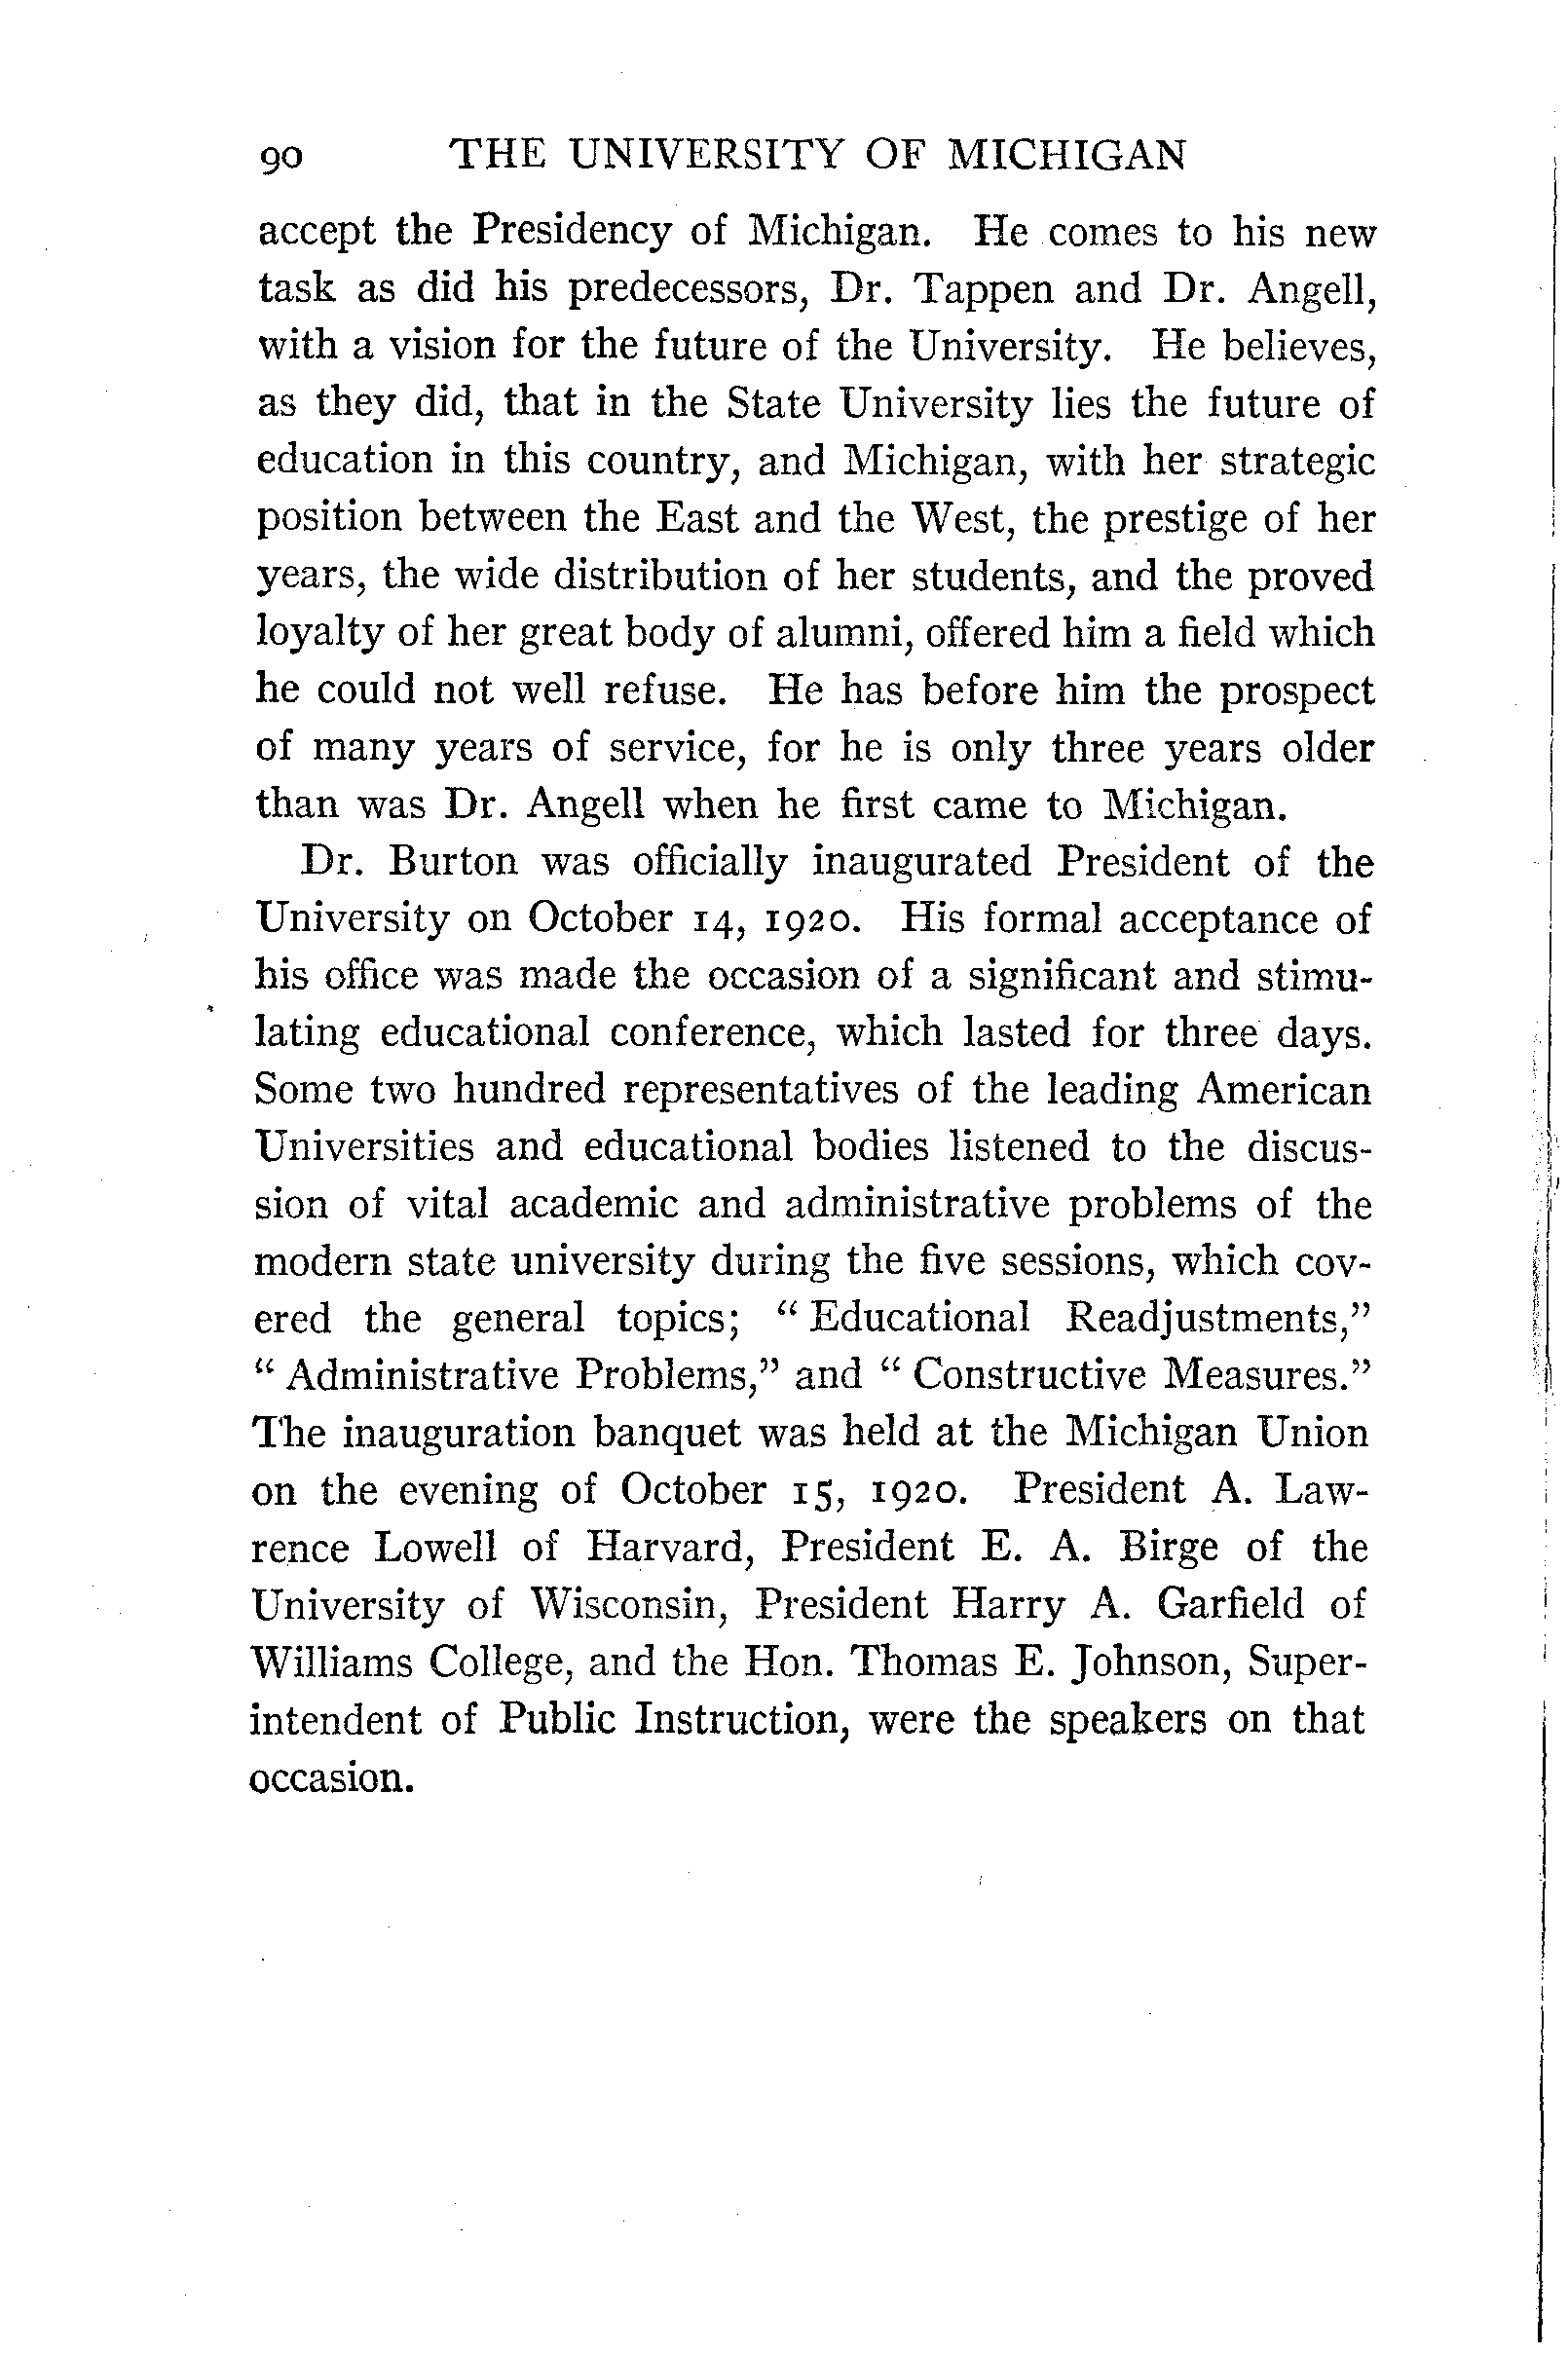 90 THE UNIVERSITY OF MICHIGAN
accept the Presidency of Michigan. He comes to his new
task as did his predecessors, Dr. Tappen and Dr. Angell,
with a vision for the future of the University. He believes,
as they did, that in the State University lies the future of
education in this country, and Michigan, with her strategic
position between the East and the West, the prestige of her
years, the wide distribution of her students, and the proved
loyalty of her great body of alumni, offered him a field which
he could not well refuse. He has before him the prospect
of many years of service, for he is only three years older
than was Dr. Angell when he first came to Michigan.
Dr. Burton was officially inaugurated President of the
University on October 14, 1920. His formal acceptance of
his office was made the occasion of a significant and stimu-
lating educational conference, which lasted for three days.
Some two hundred representatives of the leading American
Universities and educational bodies listened to the discus-
sion of vital academic and administrative problems of the
modern state university during the five sessions, which cov-
ered the general topics; " Educational Readjustments,"
" Administrative Problems," and " Constructive Measures."
The inauguration banquet was held at the Michigan Union
on the evening of October 15, 1920. President A. Law-
rence Lowell of Harvard, President E. A. Birge of the
University of Wisconsin, President Harry A. Garfield of
Williams College, and the Hon. Thomas E. Johnson, Super-
intendent of Public Instruction, were the speakers on that
occasion.